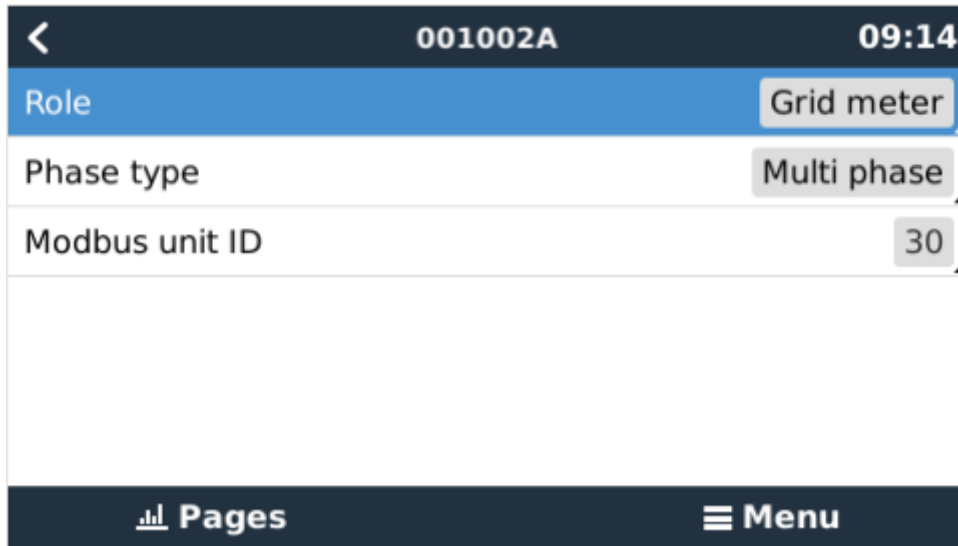 001002A 09:14
Role Grid meter
Phase type Multi phase
Modbus unit ID 30
Pages Menu